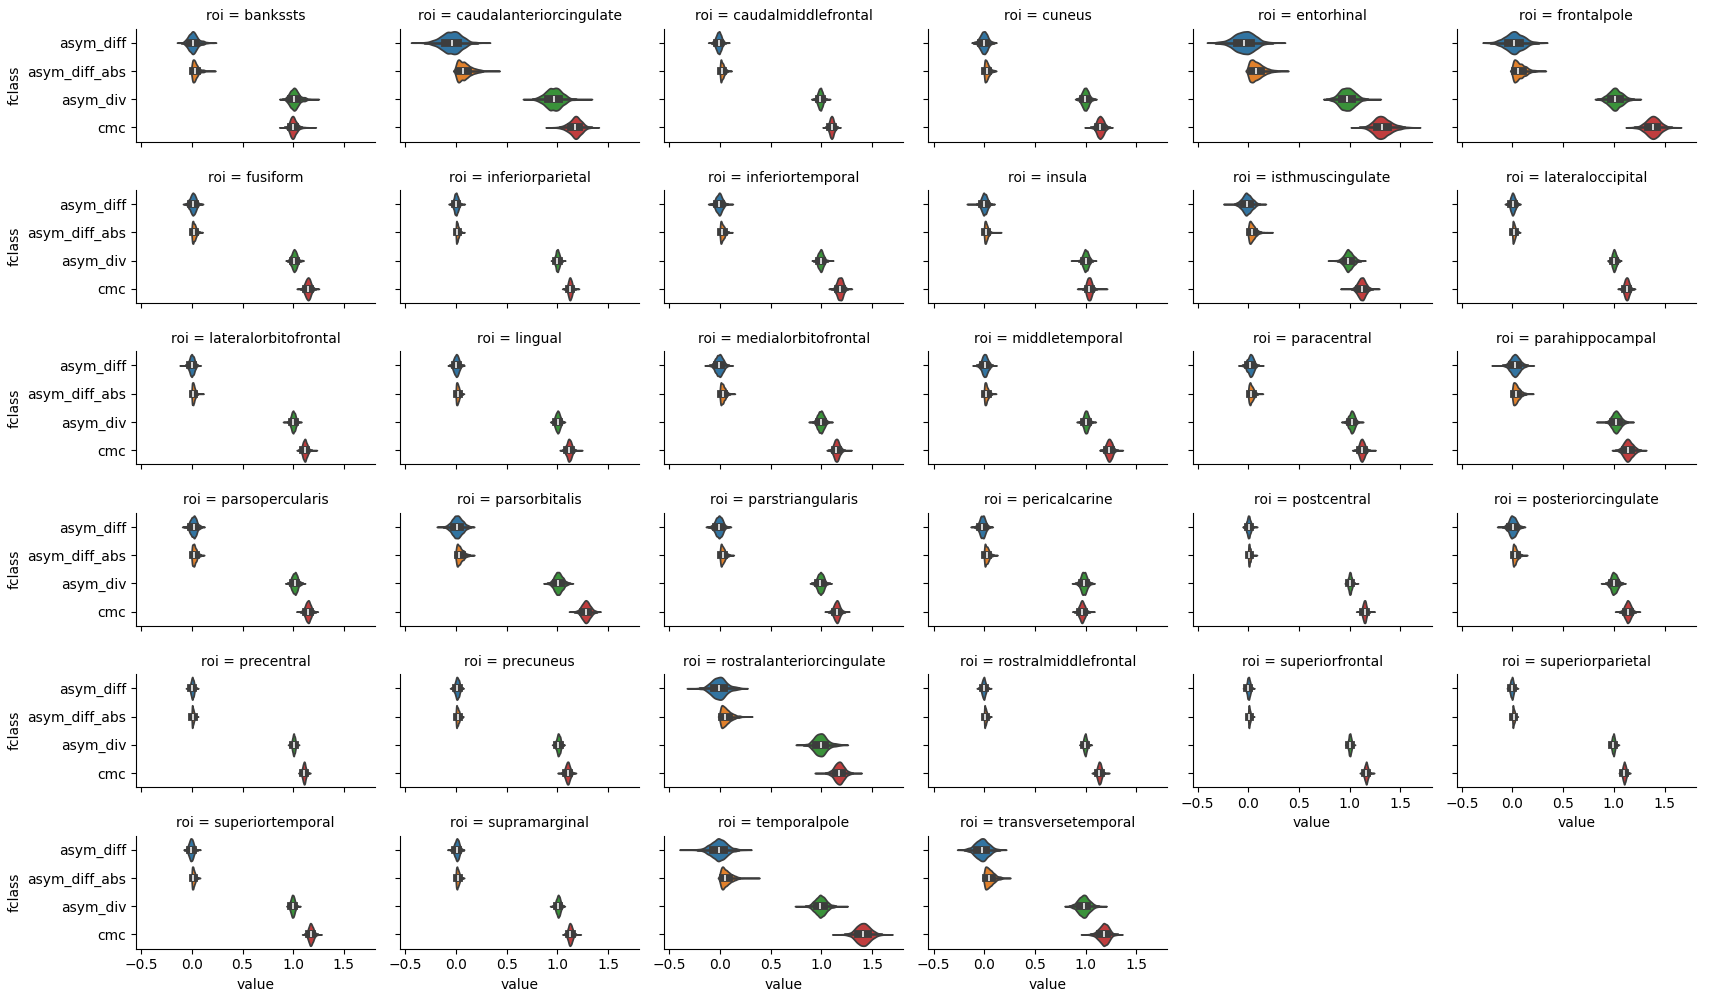 roi = bankssts
roi = caudalanteriorcingulate
roi = caudalmiddlefrontal
roi = cuneus
roi = entorhinal
roi = frontalpole
fclass
asym_diff
asym_diff_abs
asym_div
cmc
roi = fusiform
roi = inferiorparietal
roi = inferiortemporal
roi = insula
roi = isthmuscingulate
roi = lateraloccipital
fclass
asym_diff
asym_diff_abs
asym_div
cmc
roi = lateralorbitofrontal
roi = lingual
roi = medialorbitofrontal
roi = middletemporal
roi = paracentral
roi = parahippocampal
fclass
asym_diff
asym_diff_abs
asym_div
cmc
roi = parsopercularis
roi = parsorbitalis
roi = parstriangularis
roi = pericalcarine
roi = postcentral
roi = posteriorcingulate
fclass
asym_diff
asym_diff_abs
asym_div
cmc
roi = precentral
roi = precuneus
roi = rostralanteriorcingulate
roi = rostralmiddlefrontal
roi = superiorfrontal
roi = superiorparietal
fclass
asym_diff
asym_diff_abs
asym_div
cmc
−0.5 0.0 0.5 1.0 1.5
value
−0.5 0.0 0.5 1.0 1.5
value
roi = superiortemporal
roi = supramarginal
roi = temporalpole
roi = transversetemporal
fclass
asym_diff
asym_diff_abs
asym_div
cmc
−0.5 0.0 0.5 1.0 1.5
value
−0.5 0.0 0.5 1.0 1.5
value
−0.5 0.0 0.5 1.0 1.5
value
−0.5 0.0 0.5 1.0 1.5
value